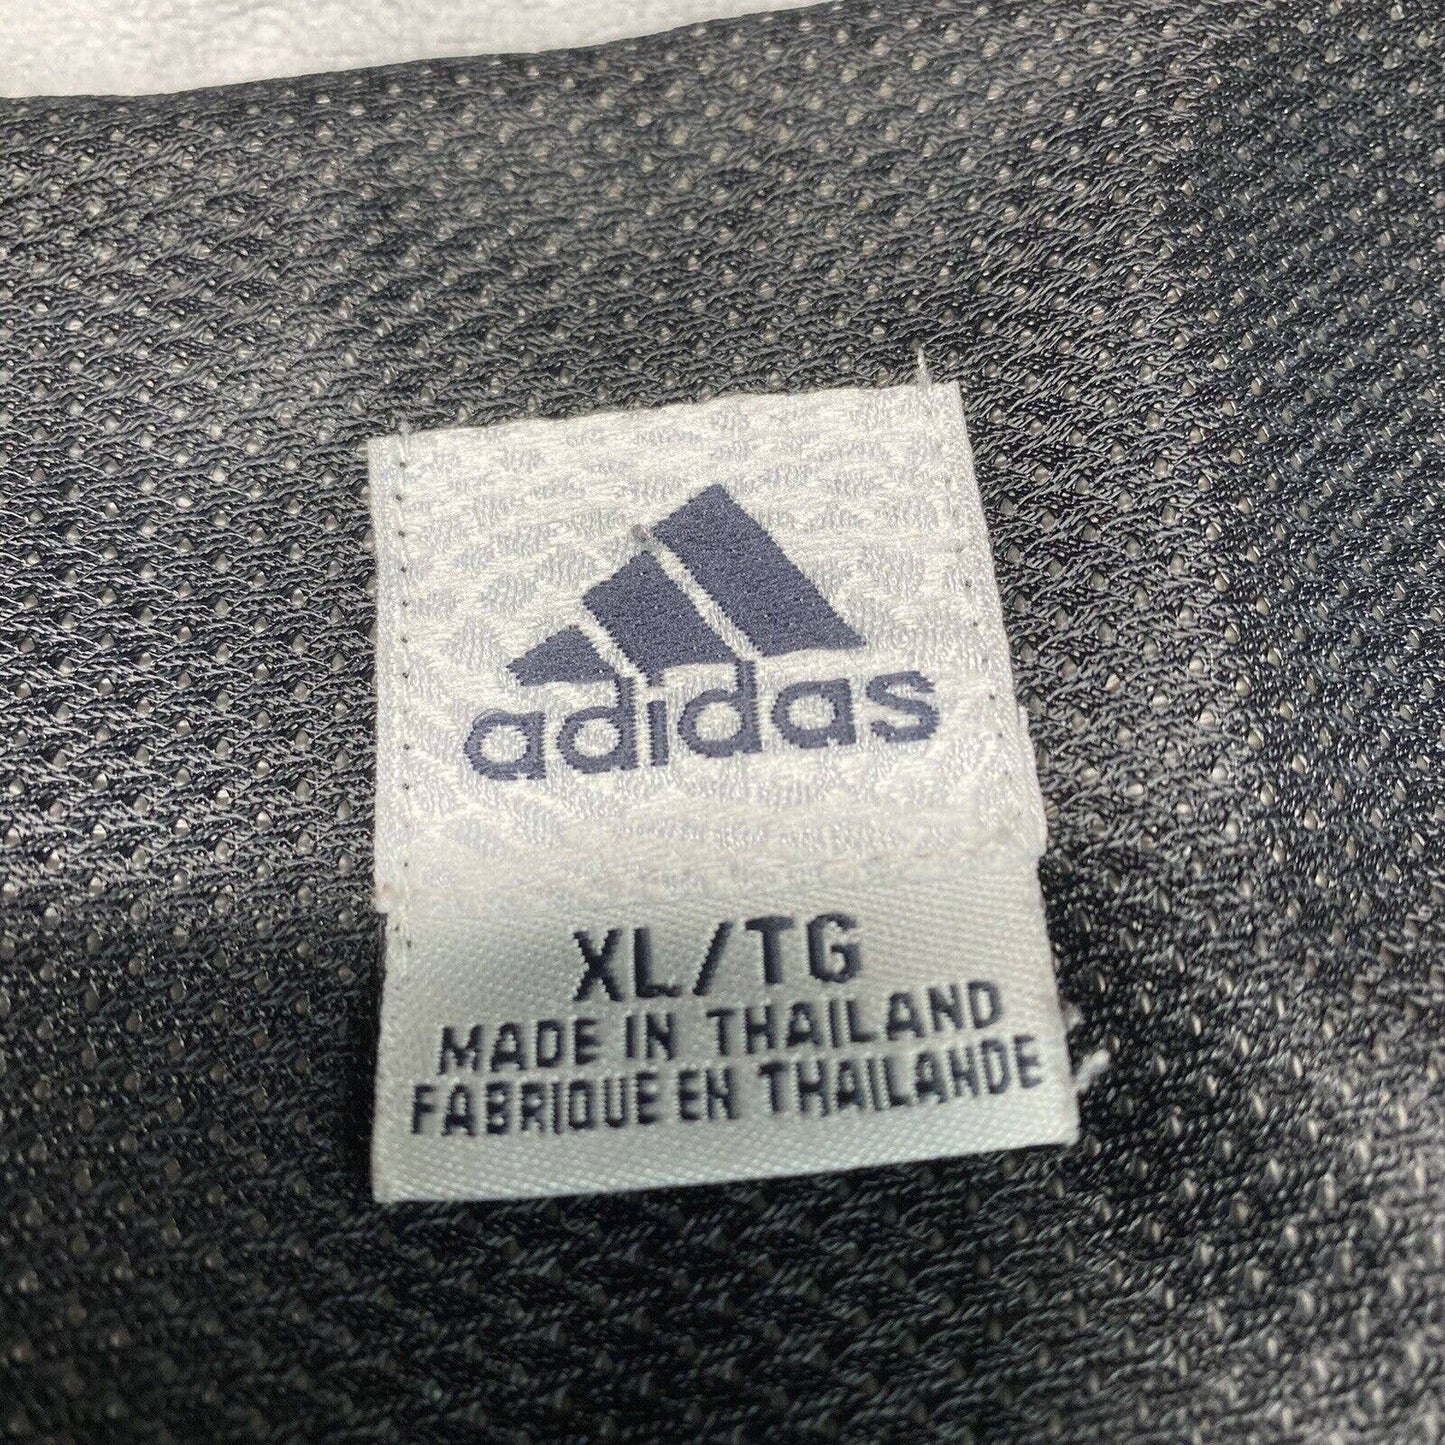 adidas
XL/TG
MADE IN THAILAND
FABRIQUE EN THAILANDE